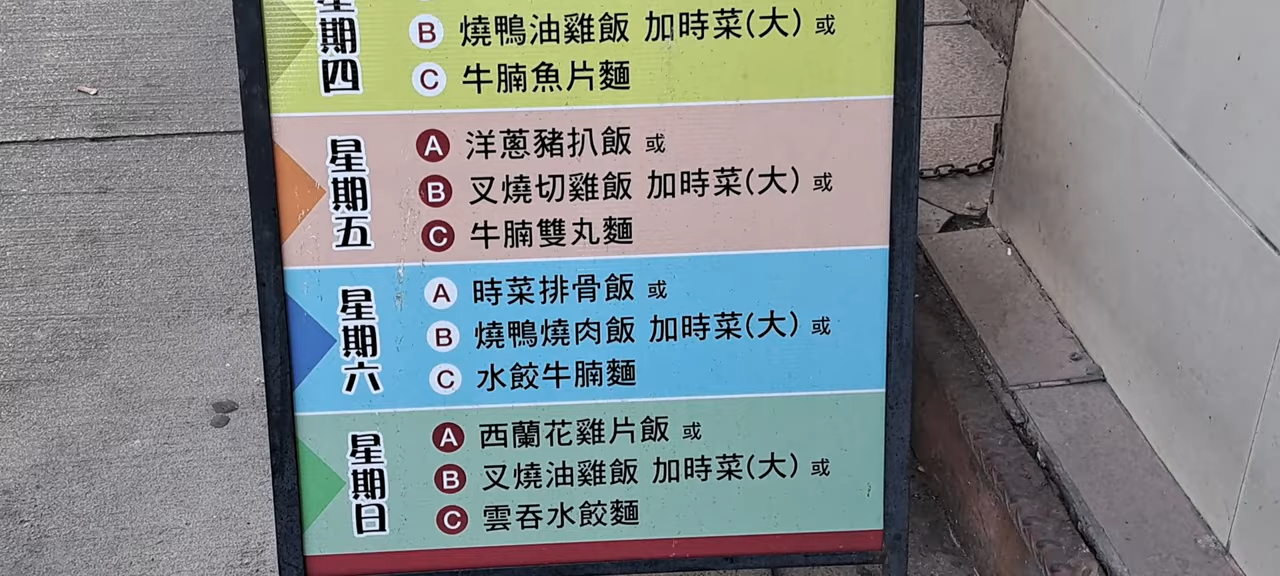 星期四
B 燒鴨油雞飯 加時菜(大) 或
C 牛腩魚片麵
星期五
A 洋蔥豬扒飯 或
B 叉燒切雞飯 加時菜(大) 或
C 牛腩雙丸麵
星期六
A 時菜排骨飯 或
B 燒鴨燒肉飯 加時菜(大) 或
C 水餃牛腩麵
星期日
A 西蘭花雞片飯 或
B 叉燒油雞飯 加時菜(大) 或
C 雲吞水餃麵